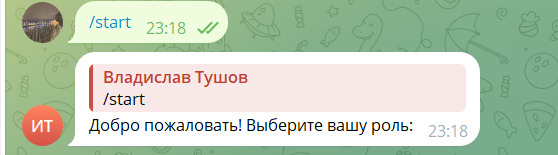 /start 23:18
Владислав Тушов
/start
ИТ
Добро пожаловать! Выберите вашу роль: 23:18